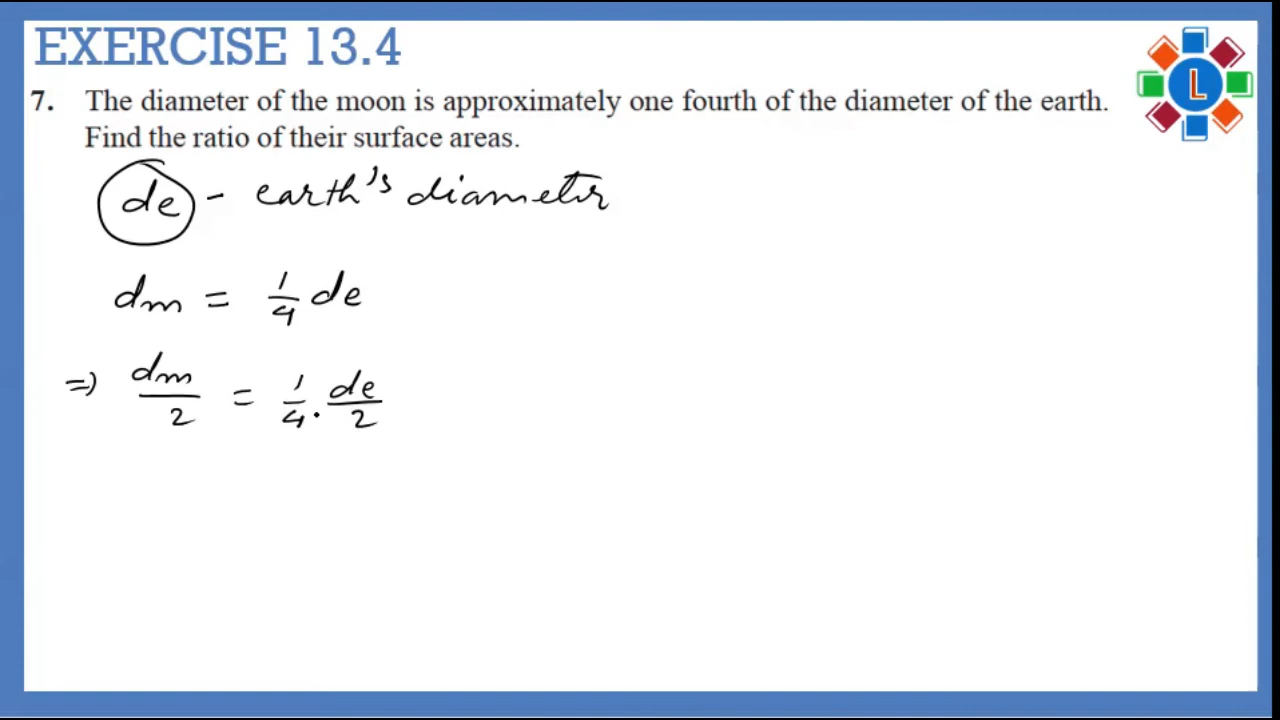 EXERCISE 13.4
L
7. The diameter of the moon is approximately one fourth of the diameter of the earth.
Find the ratio of their surface areas.
de - earth's diameter
dm = 1/4 de
=> dm/2 = 1/4 . de/2